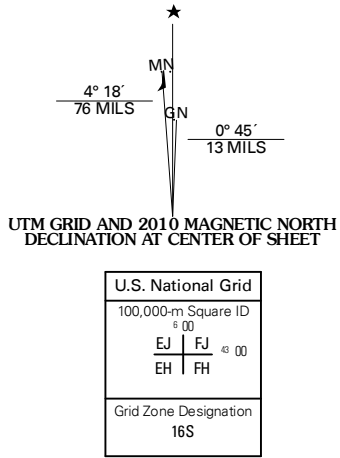 ★
MN
4° 18´
76 MILS
GN
0° 45´
13 MILS
UTM GRID AND 2010 MAGNETIC NORTH
DECLINATION AT CENTER OF SHEET
U.S. National Grid
100,000-m Square ID
6 00
EJ FJ
43 00
EH FH
Grid Zone Designation
16S